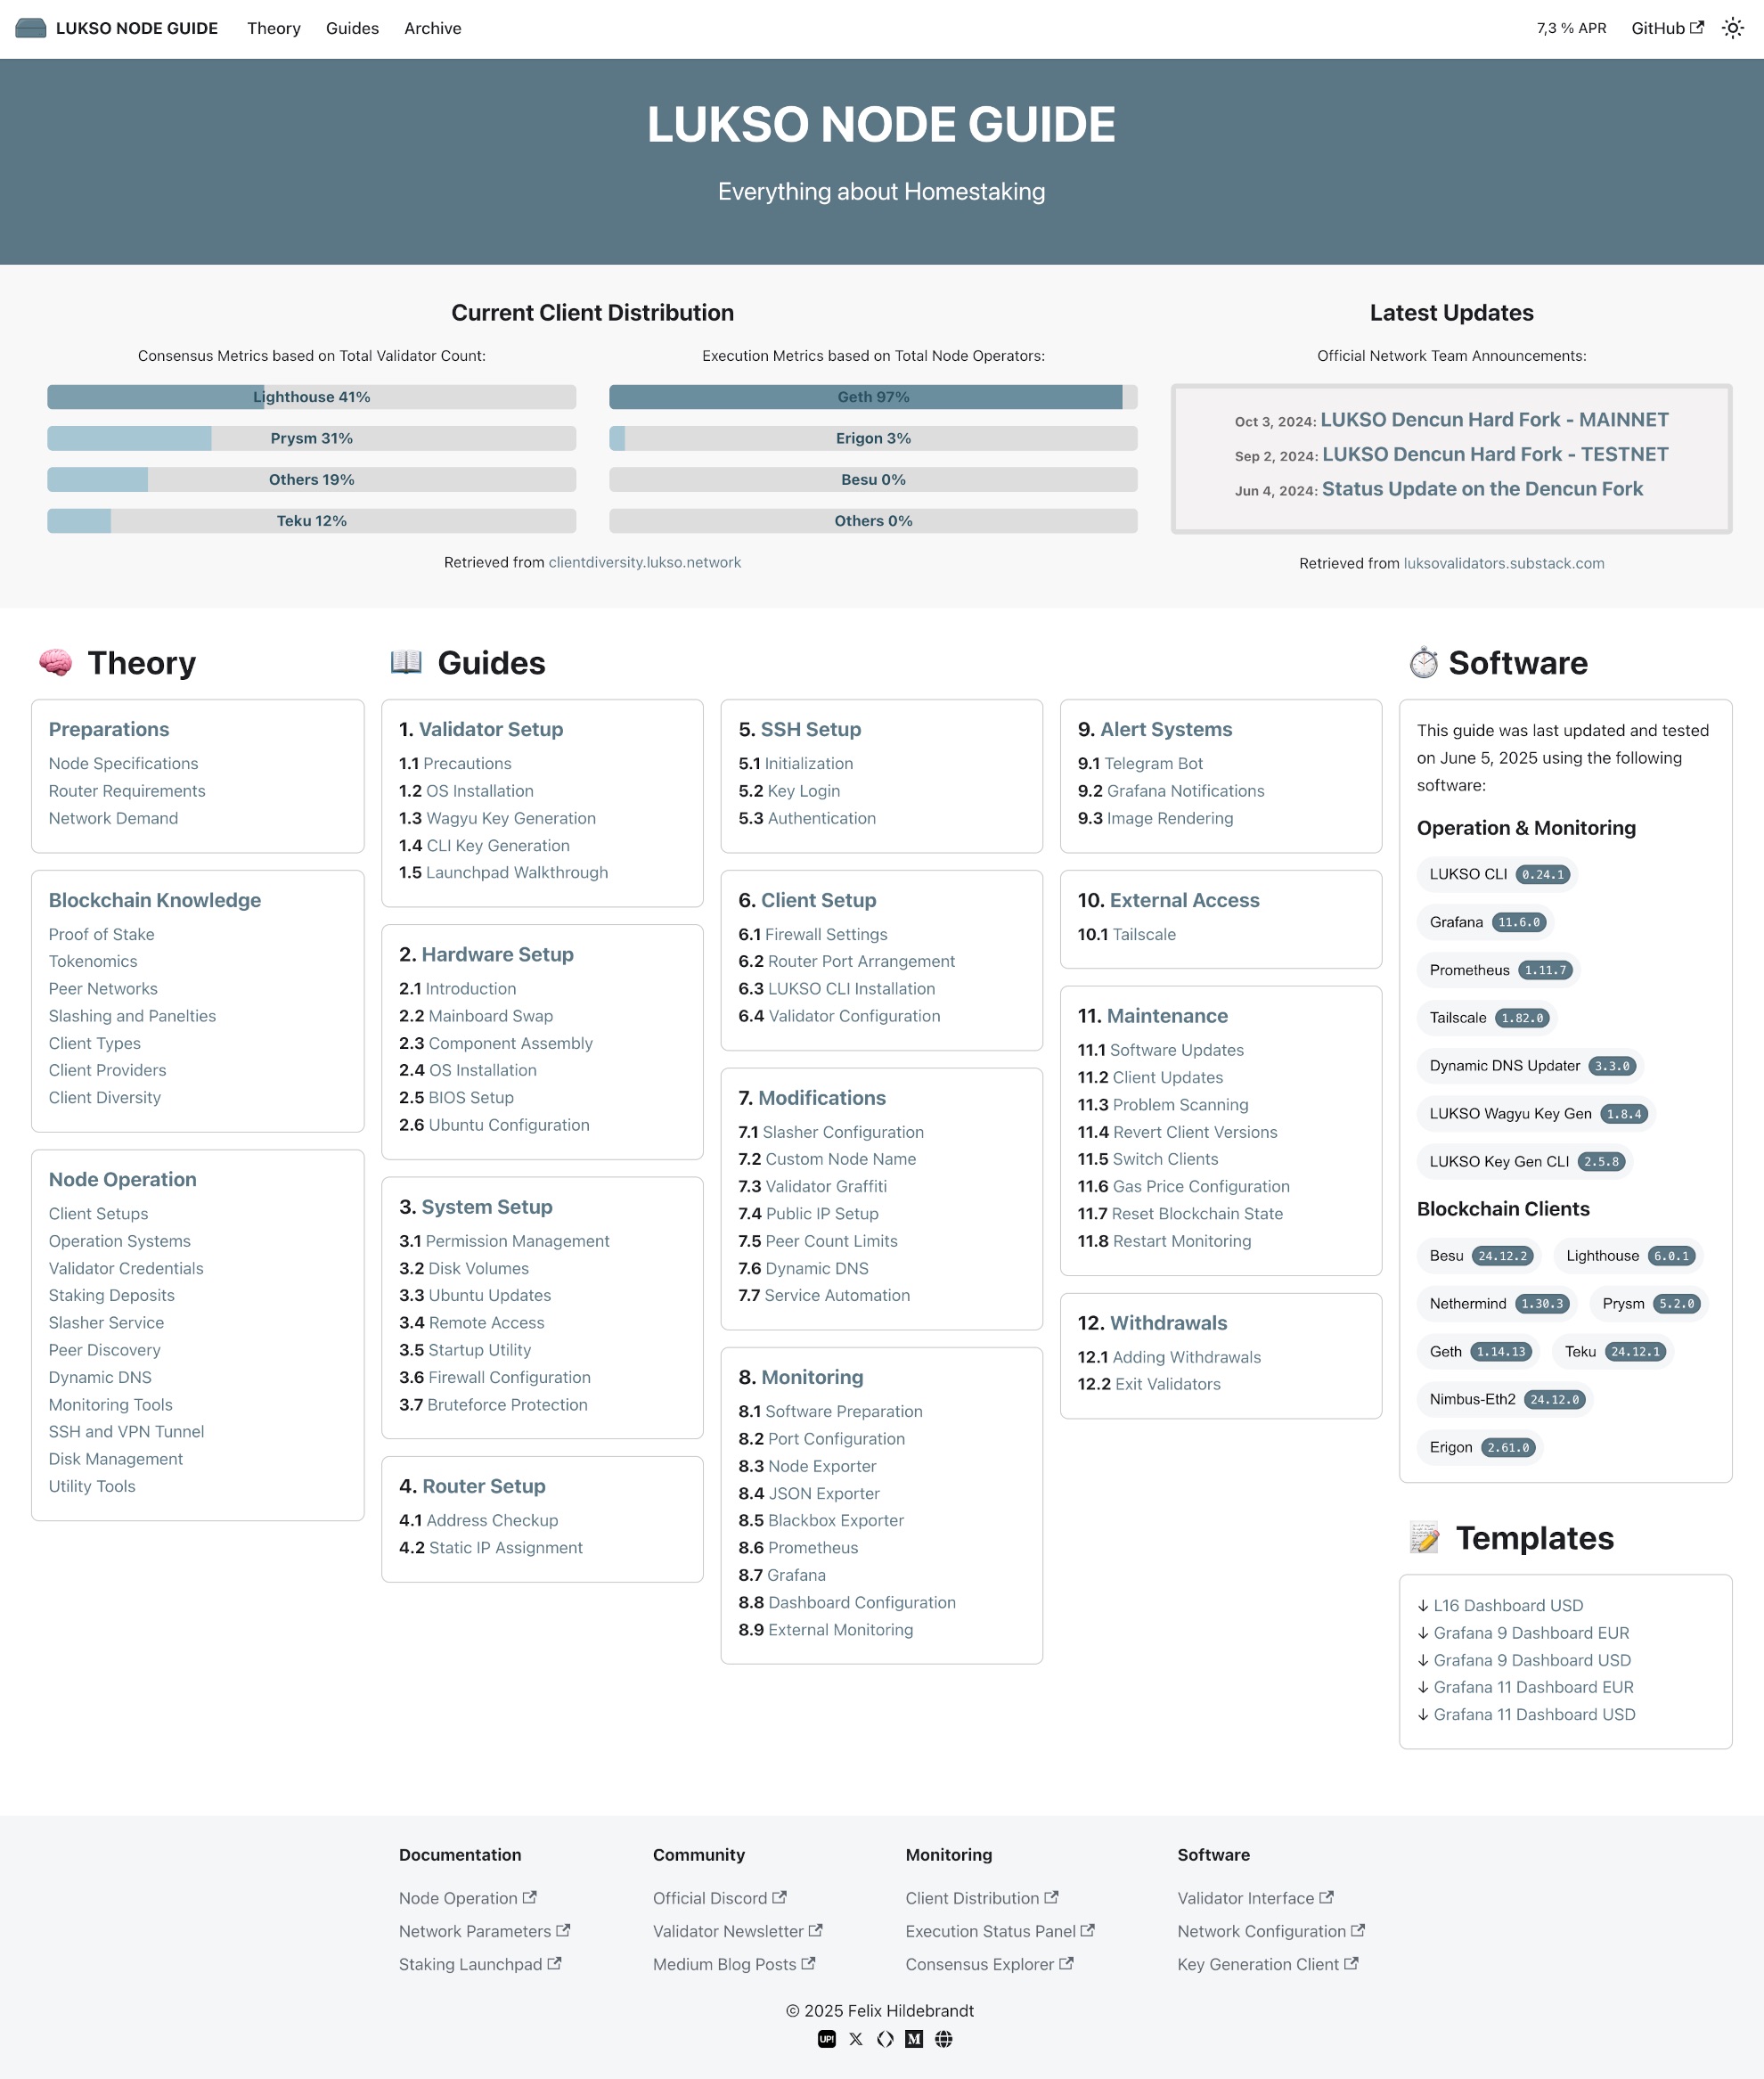 LUKSO NODE GUIDE
Theory
Guides
Archive
7,3 % APR
GitHub
LUKSO NODE GUIDE
Everything about Homestaking
Current Client Distribution
Consensus Metrics based on Total Validator Count:
Lighthouse 41%
Prysm 31%
Others 19%
Teku 12%
Execution Metrics based on Total Node Operators:
Geth 97%
Erigon 3%
Besu 0%
Others 0%
Retrieved from clientdiversity.lukso.network
Latest Updates
Official Network Team Announcements:
Oct 3, 2024: LUKSO Dencun Hard Fork - MAINNET
Sep 2, 2024: LUKSO Dencun Hard Fork - TESTNET
Jun 4, 2024: Status Update on the Dencun Fork
Retrieved from luksovalidators.substack.com
Theory
Preparations
Node Specifications
Router Requirements
Network Demand
Blockchain Knowledge
Proof of Stake
Tokenomics
Peer Networks
Slashing and Panelties
Client Types
Client Providers
Client Diversity
Node Operation
Client Setups
Operation Systems
Validator Credentials
Staking Deposits
Slasher Service
Peer Discovery
Dynamic DNS
Monitoring Tools
SSH and VPN Tunnel
Disk Management
Utility Tools
Guides
1. Validator Setup
1.1 Precautions
1.2 OS Installation
1.3 Wagyu Key Generation
1.4 CLI Key Generation
1.5 Launchpad Walkthrough
2. Hardware Setup
2.1 Introduction
2.2 Mainboard Swap
2.3 Component Assembly
2.4 OS Installation
2.5 BIOS Setup
2.6 Ubuntu Configuration
3. System Setup
3.1 Permission Management
3.2 Disk Volumes
3.3 Ubuntu Updates
3.4 Remote Access
3.5 Startup Utility
3.6 Firewall Configuration
3.7 Bruteforce Protection
4. Router Setup
4.1 Address Checkup
4.2 Static IP Assignment
5. SSH Setup
5.1 Initialization
5.2 Key Login
5.3 Authentication
6. Client Setup
6.1 Firewall Settings
6.2 Router Port Arrangement
6.3 LUKSO CLI Installation
6.4 Validator Configuration
7. Modifications
7.1 Slasher Configuration
7.2 Custom Node Name
7.3 Validator Graffiti
7.4 Public IP Setup
7.5 Peer Count Limits
7.6 Dynamic DNS
7.7 Service Automation
8. Monitoring
8.1 Software Preparation
8.2 Port Configuration
8.3 Node Exporter
8.4 JSON Exporter
8.5 Blackbox Exporter
8.6 Prometheus
8.7 Grafana
8.8 Dashboard Configuration
8.9 External Monitoring
9. Alert Systems
9.1 Telegram Bot
9.2 Grafana Notifications
9.3 Image Rendering
10. External Access
10.1 Tailscale
11. Maintenance
11.1 Software Updates
11.2 Client Updates
11.3 Problem Scanning
11.4 Revert Client Versions
11.5 Switch Clients
11.6 Gas Price Configuration
11.7 Reset Blockchain State
11.8 Restart Monitoring
12. Withdrawals
12.1 Adding Withdrawals
12.2 Exit Validators
Software
This guide was last updated and tested
on June 5, 2025 using the following
software:
Operation & Monitoring
LUKSO CLI 0.24.1
Grafana 11.6.0
Prometheus 1.11.7
Tailscale 1.82.0
Dynamic DNS Updater 3.3.0
LUKSO Wagyu Key Gen 1.8.4
LUKSO Key Gen CLI 2.5.8
Blockchain Clients
Besu 24.12.2 Lighthouse 6.0.1
Nethermind 1.30.3 Prysm 5.2.0
Geth 1.14.13 Teku 24.12.1
Nimbus-Eth2 24.12.0
Erigon 2.61.0
Templates
↓ L16 Dashboard USD
↓ Grafana 9 Dashboard EUR
↓ Grafana 9 Dashboard USD
↓ Grafana 11 Dashboard EUR
↓ Grafana 11 Dashboard USD
Documentation
Node Operation
Network Parameters
Staking Launchpad
Community
Official Discord
Validator Newsletter
Medium Blog Posts
Monitoring
Client Distribution
Execution Status Panel
Consensus Explorer
Software
Validator Interface
Network Configuration
Key Generation Client
© 2025 Felix Hildebrandt
UP!